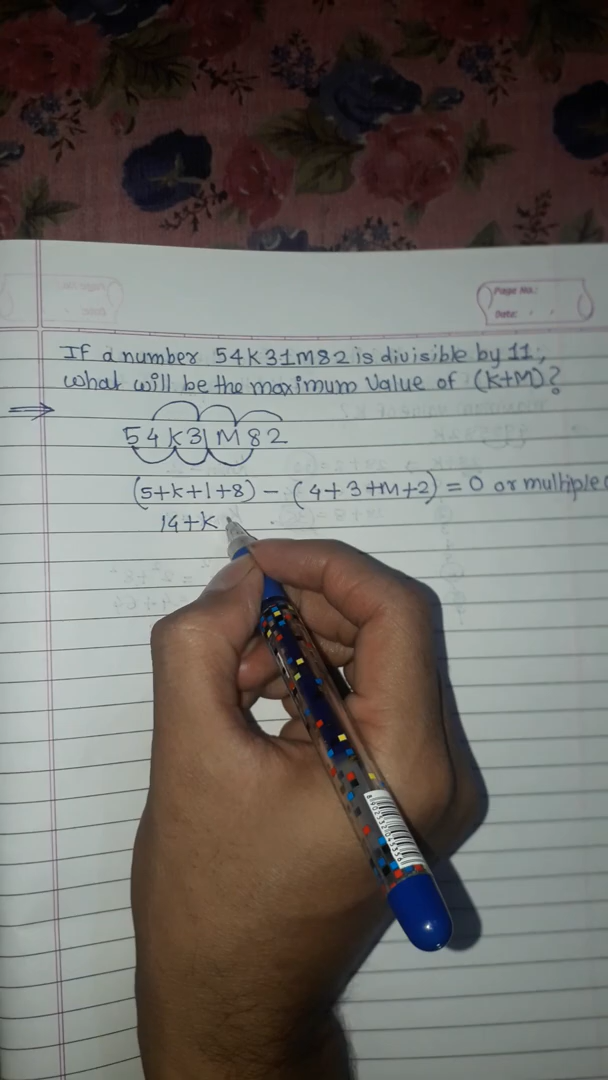 Page No.:
Date:
If a number 54K31M82 is divisible by 11,
what will be the maximum value of (K+M)?
⇒
54K31M82
(5+K+1+8) - (4+3+M+2) = 0 or multiple
14+K